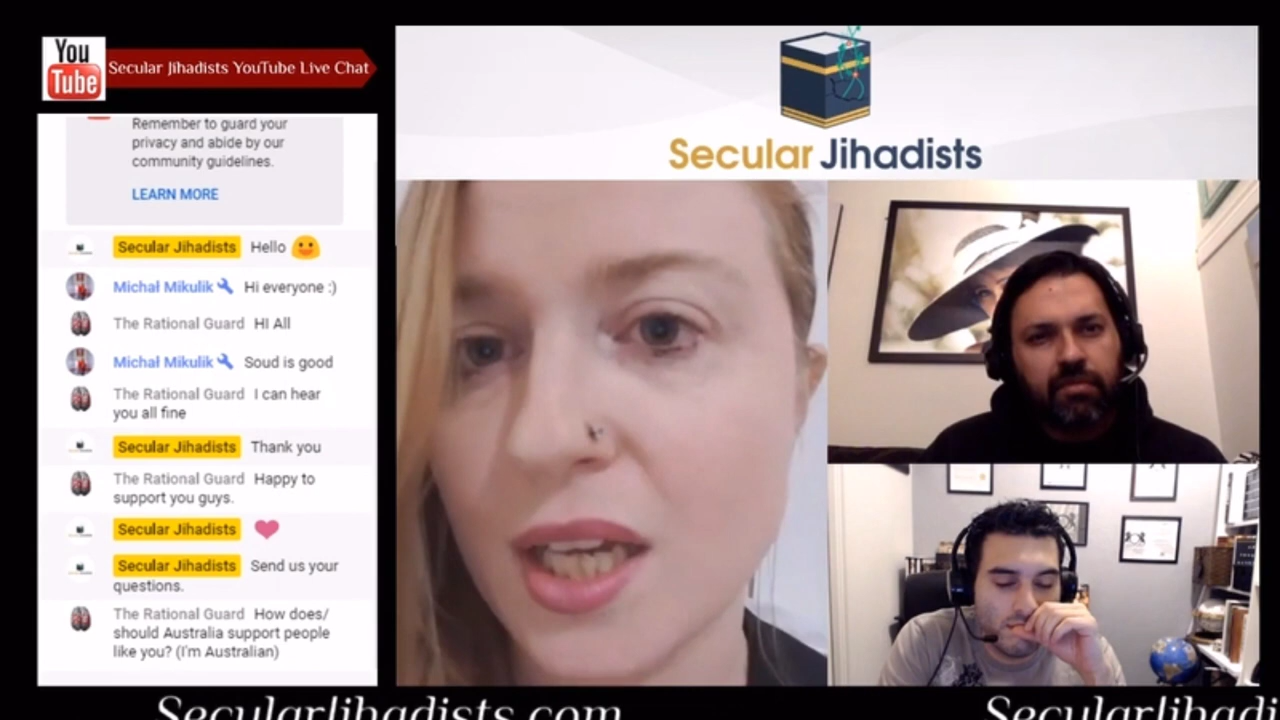 You
Tube
Secular Jihadists YouTube Live Chat
Remember to guard your
privacy and abide by our
community guidelines.
LEARN MORE
Secular Jihadists Hello
Michał Mikulik Hi everyone :)
The Rational Guard HI All
Michał Mikulik Soud is good
The Rational Guard I can hear
you all fine
Secular Jihadists Thank you
The Rational Guard Happy to
support you guys.
Secular Jihadists
Secular Jihadists Send us your
questions.
The Rational Guard How does/
should Australia support people
like you? (I'm Australian)
Secular Jihadists
SecularJihadists.com
SecularJihadi